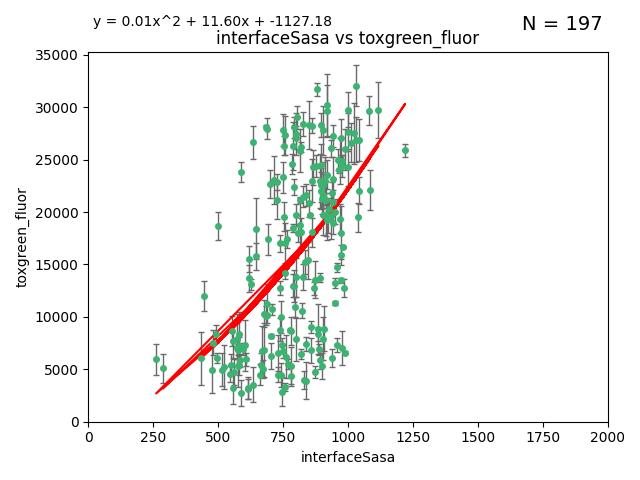 y = 0.01x^2 + 11.60x + -1127.18
N = 197
interfaceSasa vs toxgreen_fluor
35000
30000
25000
20000
15000
10000
5000
0
toxgreen_fluor
0 250 500 750 1000 1250 1500 1750 2000
interfaceSasa